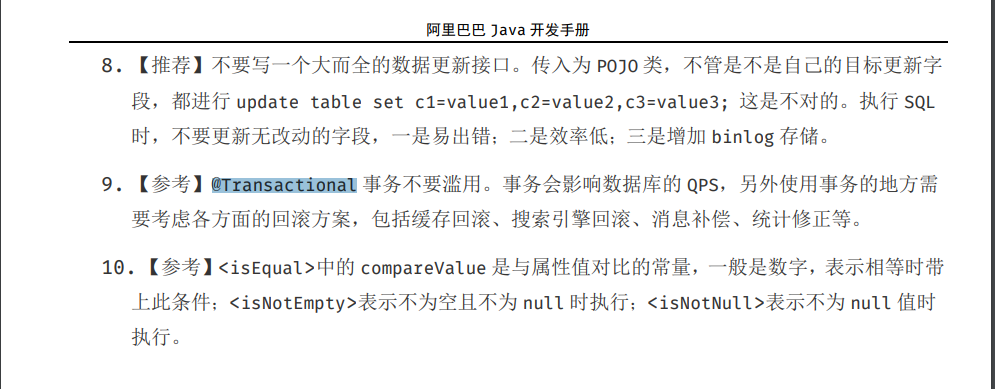 阿里巴巴 Java 开发手册
8. 【推荐】不要写一个大而全的数据更新接口。传入为 POJO 类，不管是不是自己的目标更新字
段，都进行 update table set c1=value1,c2=value2,c3=value3; 这是不对的。执行 SQL
时，不要更新无改动的字段，一是易出错；二是效率低；三是增加 binlog 存储。
9. 【参考】@Transactional 事务不要滥用。事务会影响数据库的 QPS，另外使用事务的地方需
要考虑各方面的回滚方案，包括缓存回滚、搜索引擎回滚、消息补偿、统计修正等。
10. 【参考】<isEqual>中的 compareValue 是与属性值对比的常量，一般是数字，表示相等时带
上此条件；<isNotEmpty>表示不为空且不为 null 时执行；<isNotNull>表示不为 null 值时
执行。